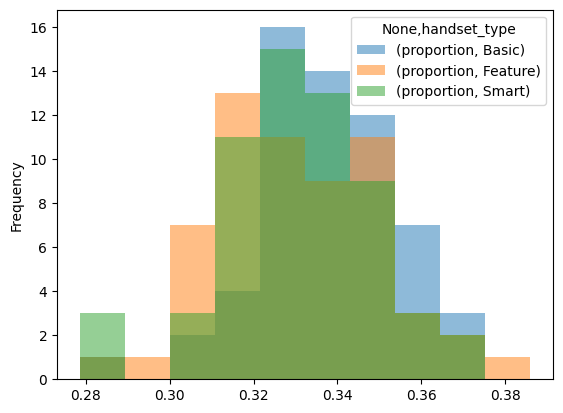 None,handset_type
(proportion, Basic)
(proportion, Feature)
(proportion, Smart)
Frequency
16
14
12
10
8
6
4
2
0
0.28 0.30 0.32 0.34 0.36 0.38